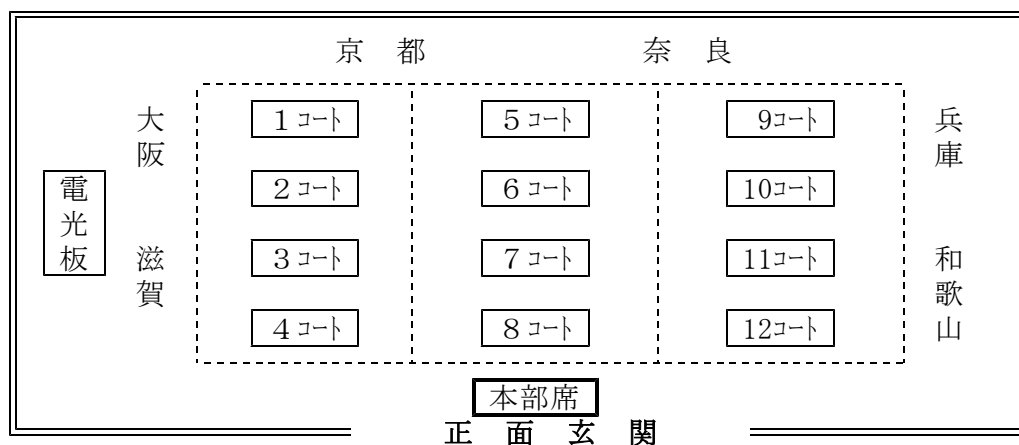 京都 奈良
大阪
滋賀
電光板
1コート 5コート 9コート
2コート 6コート 10コート
3コート 7コート 11コート
4コート 8コート 12コート
兵庫
和歌山
本部席
正面玄関